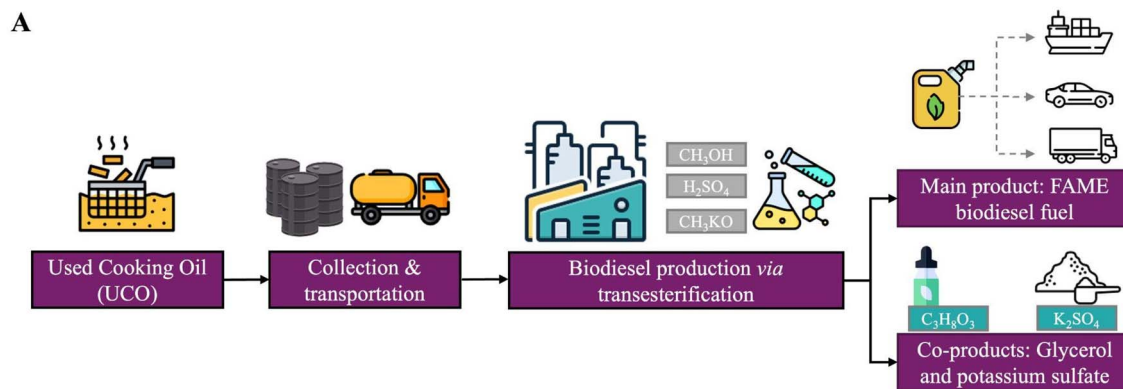 A
Used Cooking Oil
(UCO)
Collection &
transportation
CH₃OH
H₂SO₄
CH₃KO
Biodiesel production via
transesterification
Main product: FAME
biodiesel fuel
C₃H₈O₃
K₂SO₄
Co-products: Glycerol
and potassium sulfate